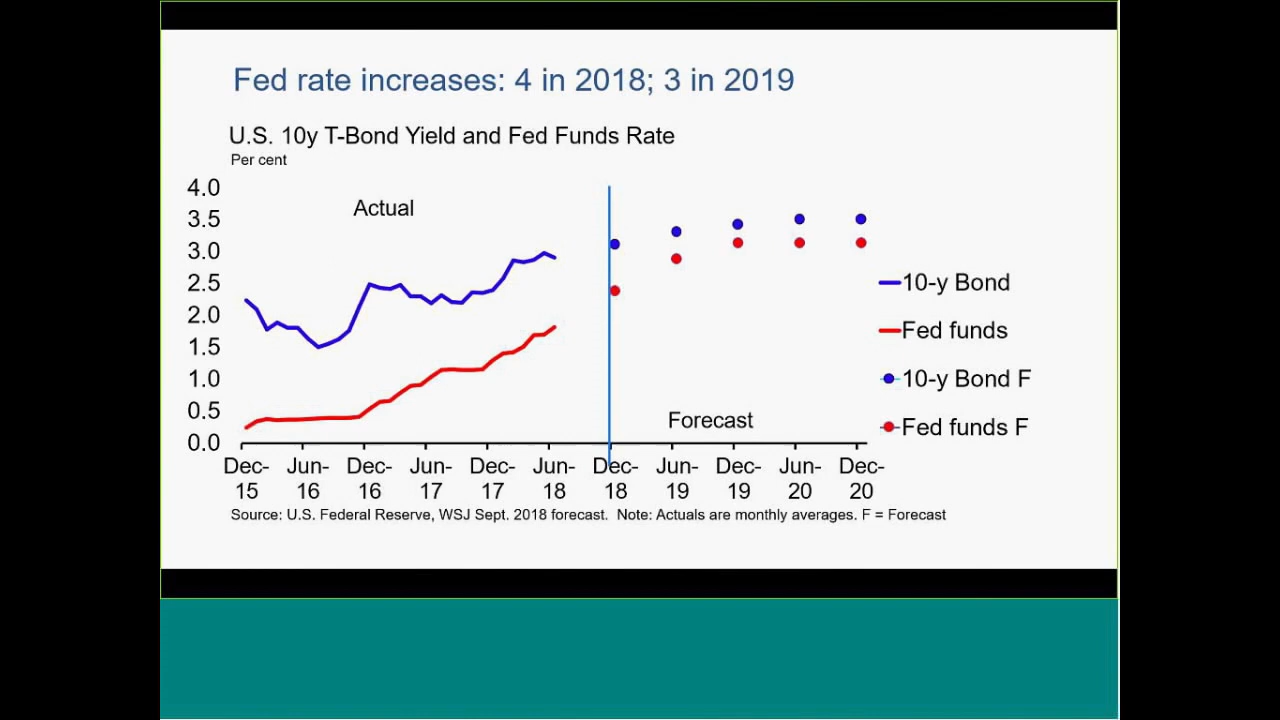 Fed rate increases: 4 in 2018; 3 in 2019
U.S. 10y T-Bond Yield and Fed Funds Rate
Per cent
4.0
3.5
3.0
2.5
2.0
1.5
1.0
0.5
0.0
Actual
Forecast
10-y Bond
Fed funds
10-y Bond F
Fed funds F
Dec- Jun- Dec- Jun- Dec- Jun- Dec- Jun- Dec- Jun- Dec-
15 16 16 17 17 18 18 19 19 20 20
Source: U.S. Federal Reserve, WSJ Sept. 2018 forecast. Note: Actuals are monthly averages. F = Forecast